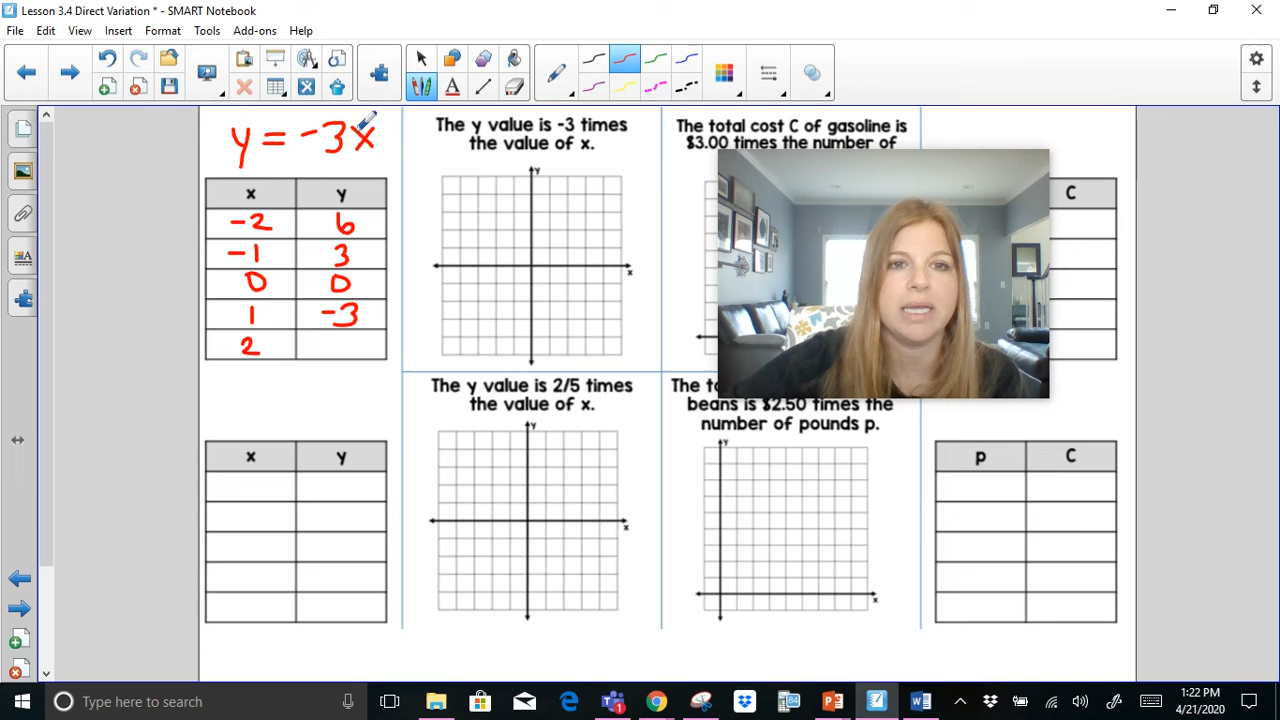 Lesson 3.4 Direct Variation * - SMART Notebook
File Edit View Insert Format Tools Add-ons Help
y = -3x
x y
-2 6
-1 3
0 0
1 -3
2
The y value is -3 times
the value of x.
y
x
The total cost C of gasoline is
$3.00 times the number of
C
x y
The y value is 2/5 times
the value of x.
y
x
The to
beans is $2.50 times the
number of pounds p.
y
x
p C
Type here to search
1
1:22 PM
4/21/2020